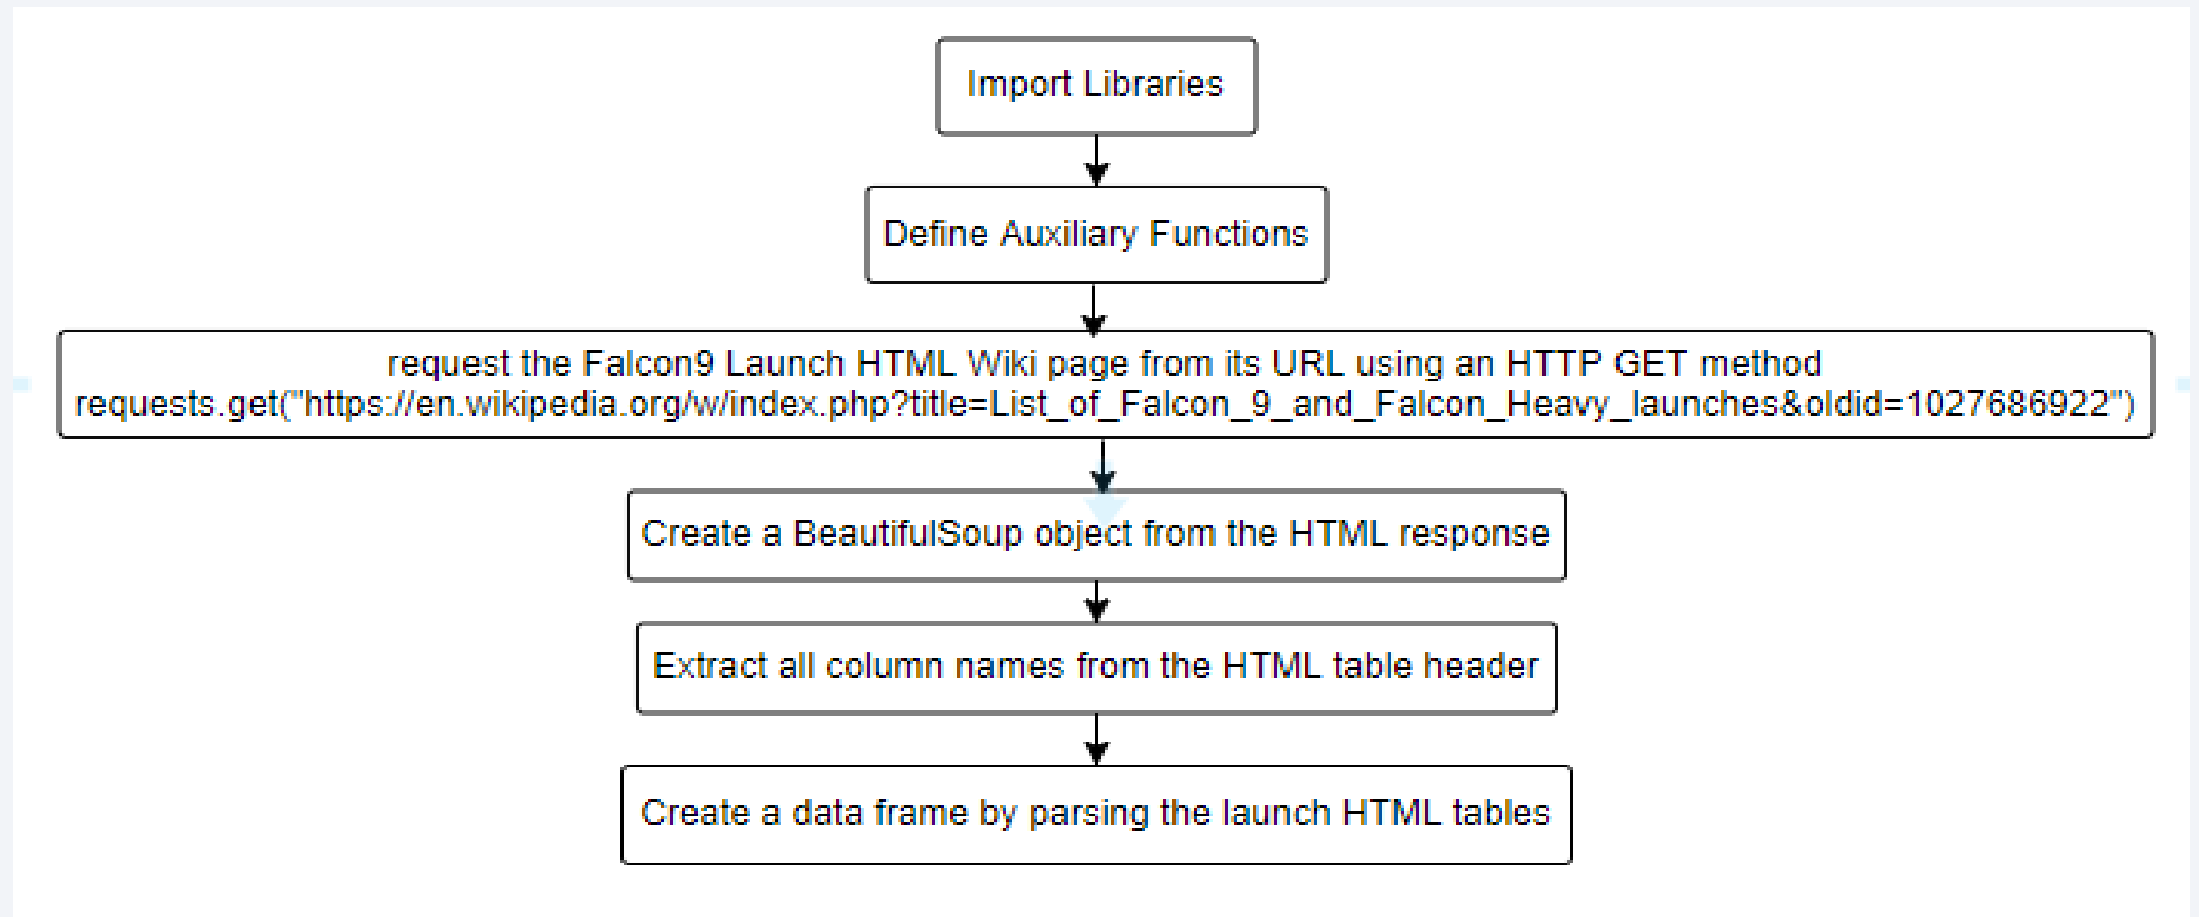 Import Libraries
Define Auxiliary Functions
request the Falcon9 Launch HTML Wiki page from its URL using an HTTP GET method
requests.get("https://en.wikipedia.org/w/index.php?title=List_of_Falcon_9_and_Falcon_Heavy_launches&oldid=1027686922")
Create a BeautifulSoup object from the HTML response
Extract all column names from the HTML table header
Create a data frame by parsing the launch HTML tables